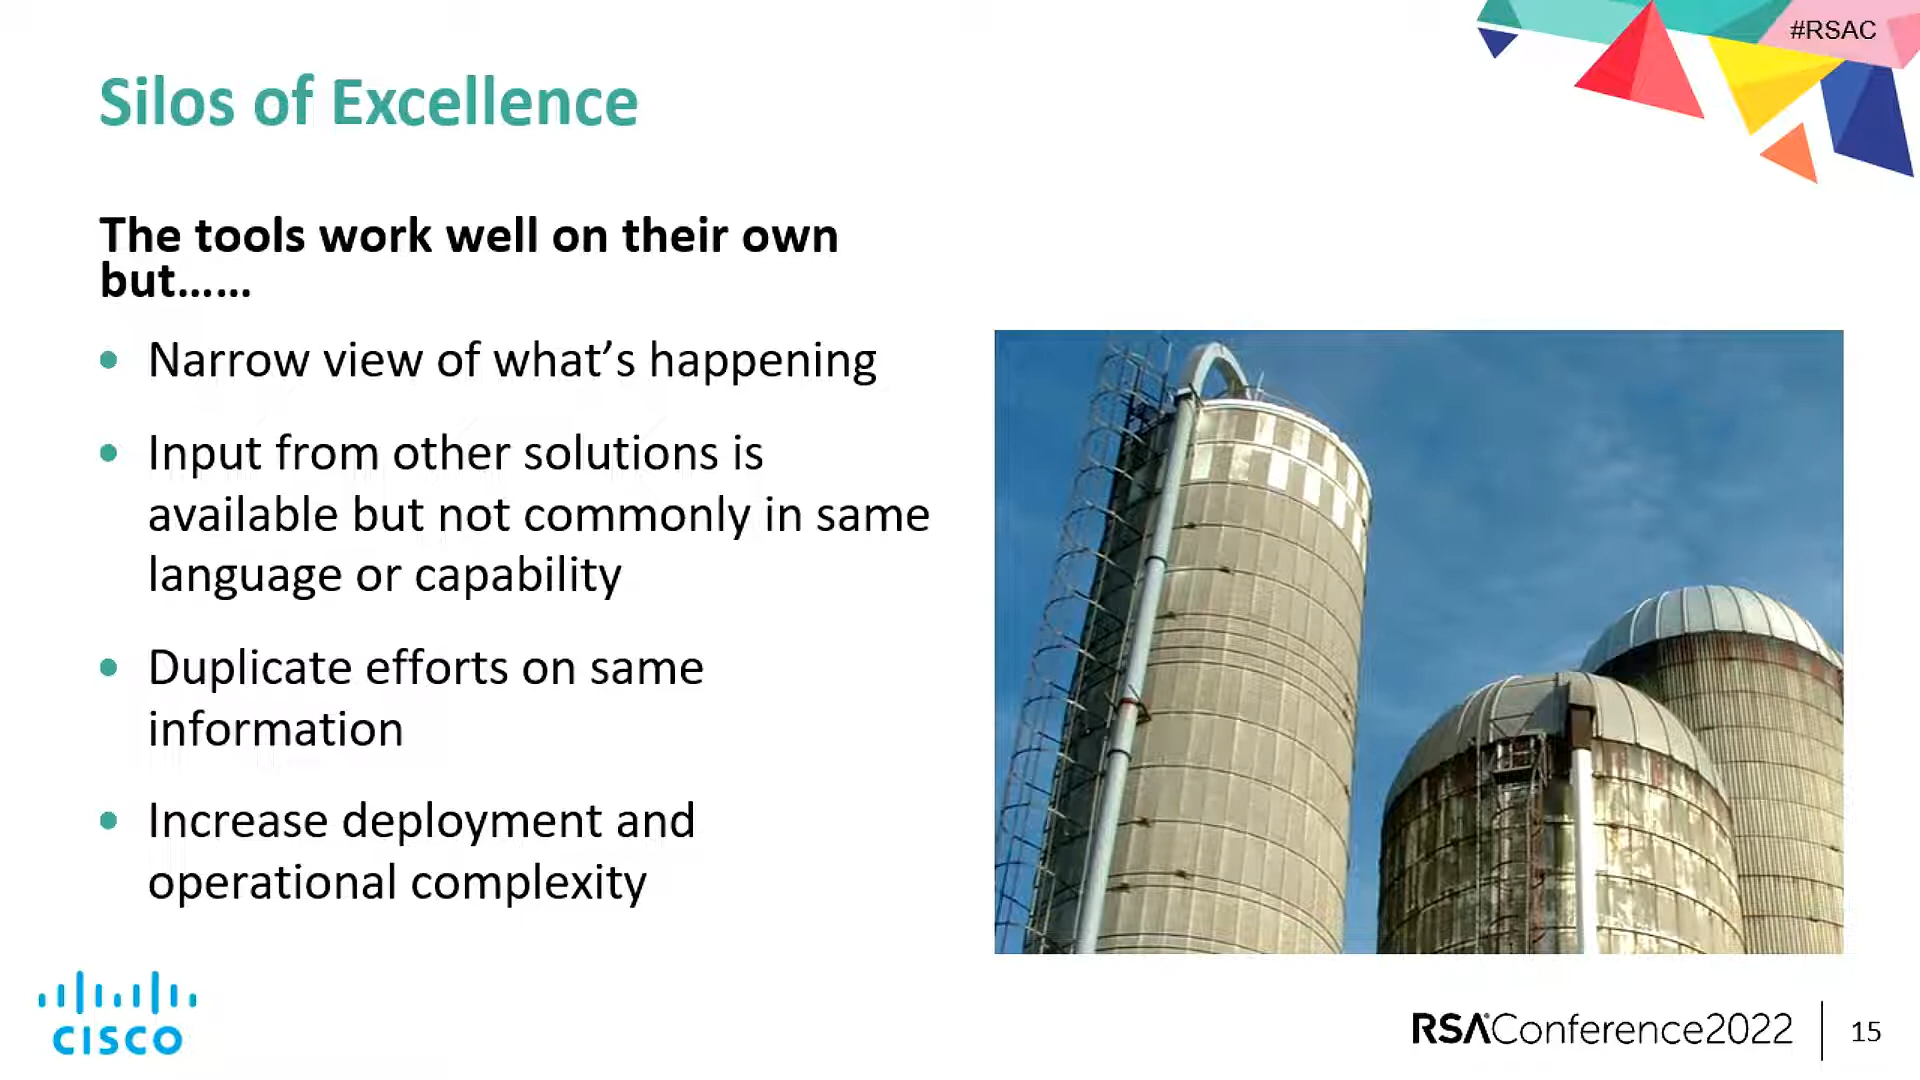 #RSAC
Silos of Excellence
The tools work well on their own
but......
• Narrow view of what’s happening
• Input from other solutions is
available but not commonly in same
language or capability
• Duplicate efforts on same
information
• Increase deployment and
operational complexity
CISCO
RSAConference2022
15